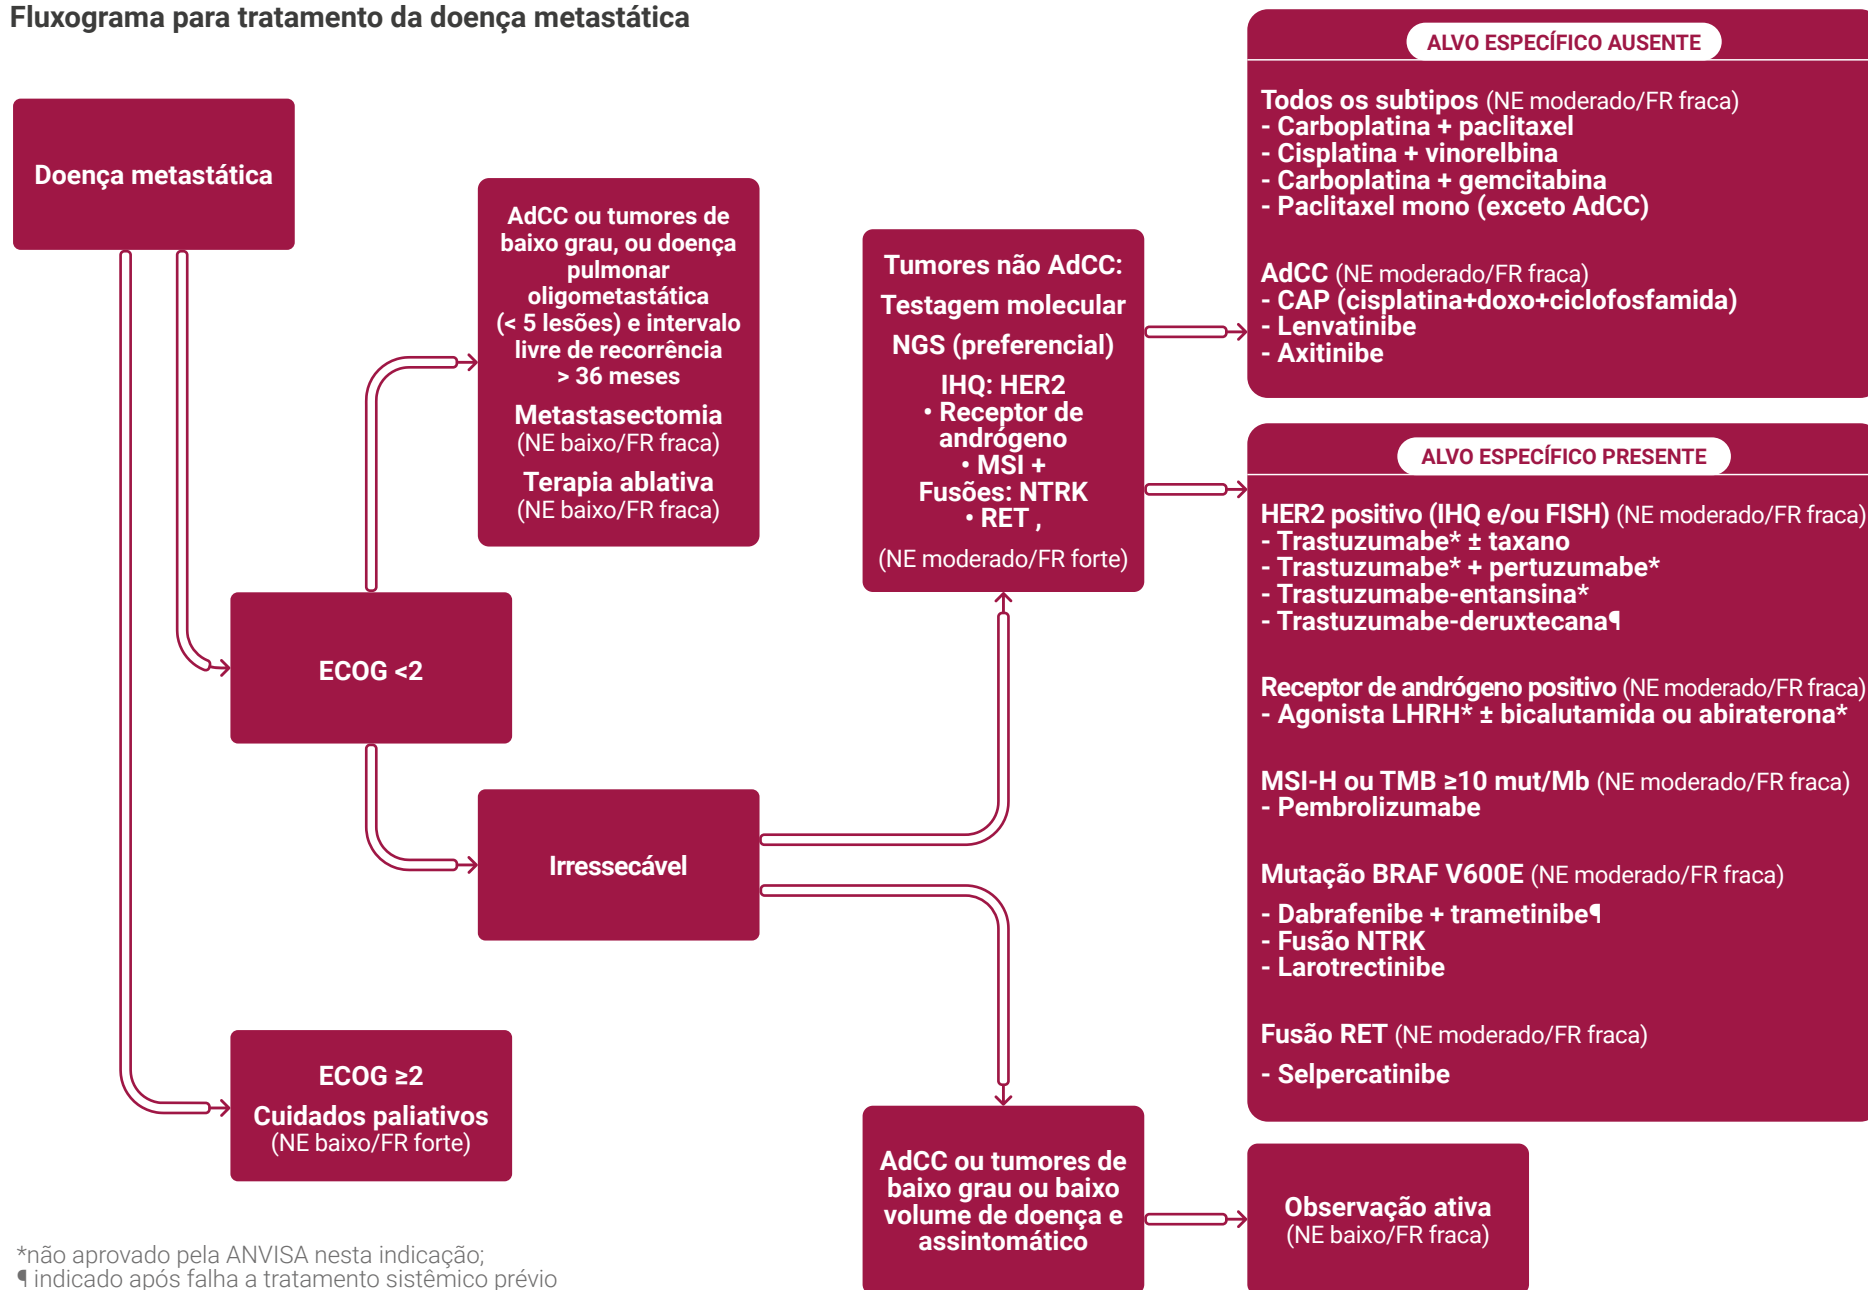 Fluxograma para tratamento da doença metastática
Doença metastática
AdCC ou tumores de
baixo grau, ou doença
pulmonar
oligometastática
(< 5 lesões) e intervalo
livre de recorrência
> 36 meses
Metastasectomia
(NE baixo/FR fraca)
Terapia ablativa
(NE baixo/FR fraca)
ECOG <2
Irressecável
ECOG ≥2
Cuidados paliativos
(NE baixo/FR forte)
Tumores não AdCC:
Testagem molecular
NGS (preferencial)
IHQ: HER2
• Receptor de
andrógeno
• MSI +
Fusões: NTRK
• RET ,
(NE moderado/FR forte)
AdCC ou tumores de
baixo grau ou baixo
volume de doença e
assintomático
Observação ativa
(NE baixo/FR fraca)
ALVO ESPECÍFICO AUSENTE
Todos os subtipos (NE moderado/FR fraca)
- Carboplatina + paclitaxel
- Cisplatina + vinorelbina
- Carboplatina + gemcitabina
- Paclitaxel mono (exceto AdCC)
AdCC (NE moderado/FR fraca)
- CAP (cisplatina+doxo+ciclofosfamida)
- Lenvatinibe
- Axitinibe
ALVO ESPECÍFICO PRESENTE
HER2 positivo (IHQ e/ou FISH) (NE moderado/FR fraca)
- Trastuzumabe* ± taxano
- Trastuzumabe* + pertuzumabe*
- Trastuzumabe-entansina*
- Trastuzumabe-deruxtecana¶
Receptor de andrógeno positivo (NE moderado/FR fraca)
- Agonista LHRH* ± bicalutamida ou abiraterona*
MSI-H ou TMB ≥10 mut/Mb (NE moderado/FR fraca)
- Pembrolizumabe
Mutação BRAF V600E (NE moderado/FR fraca)
- Dabrafenibe + trametinibe¶
- Fusão NTRK
- Larotrectinibe
Fusão RET (NE moderado/FR fraca)
- Selpercatinibe
*não aprovado pela ANVISA nesta indicação;
¶ indicado após falha a tratamento sistêmico prévio